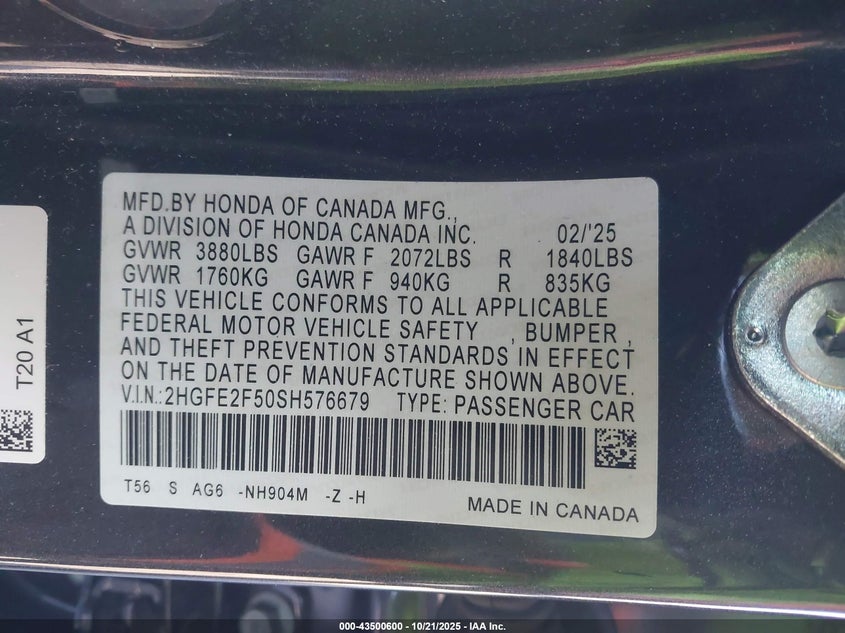 MFD.BY HONDA OF CANADA MFG.,
A DIVISION OF HONDA CANADA INC. 02/'25
GVWR 3880LBS GAWR F 2072LBS R 1840LBS
GVWR 1760KG GAWR F 940KG R 835KG
THIS VEHICLE CONFORMS TO ALL APPLICABLE
FEDERAL MOTOR VEHICLE SAFETY , BUMPER ,
AND THEFT PREVENTION STANDARDS IN EFFECT
ON THE DATE OF MANUFACTURE SHOWN ABOVE.
V.I.N.:2HGFE2F50SH576679 TYPE: PASSENGER CAR
T56 S AG6 -NH904M -Z -H
MADE IN CANADA
T20 A1
000-43500600 - 10/21/2025 - IAA Inc.